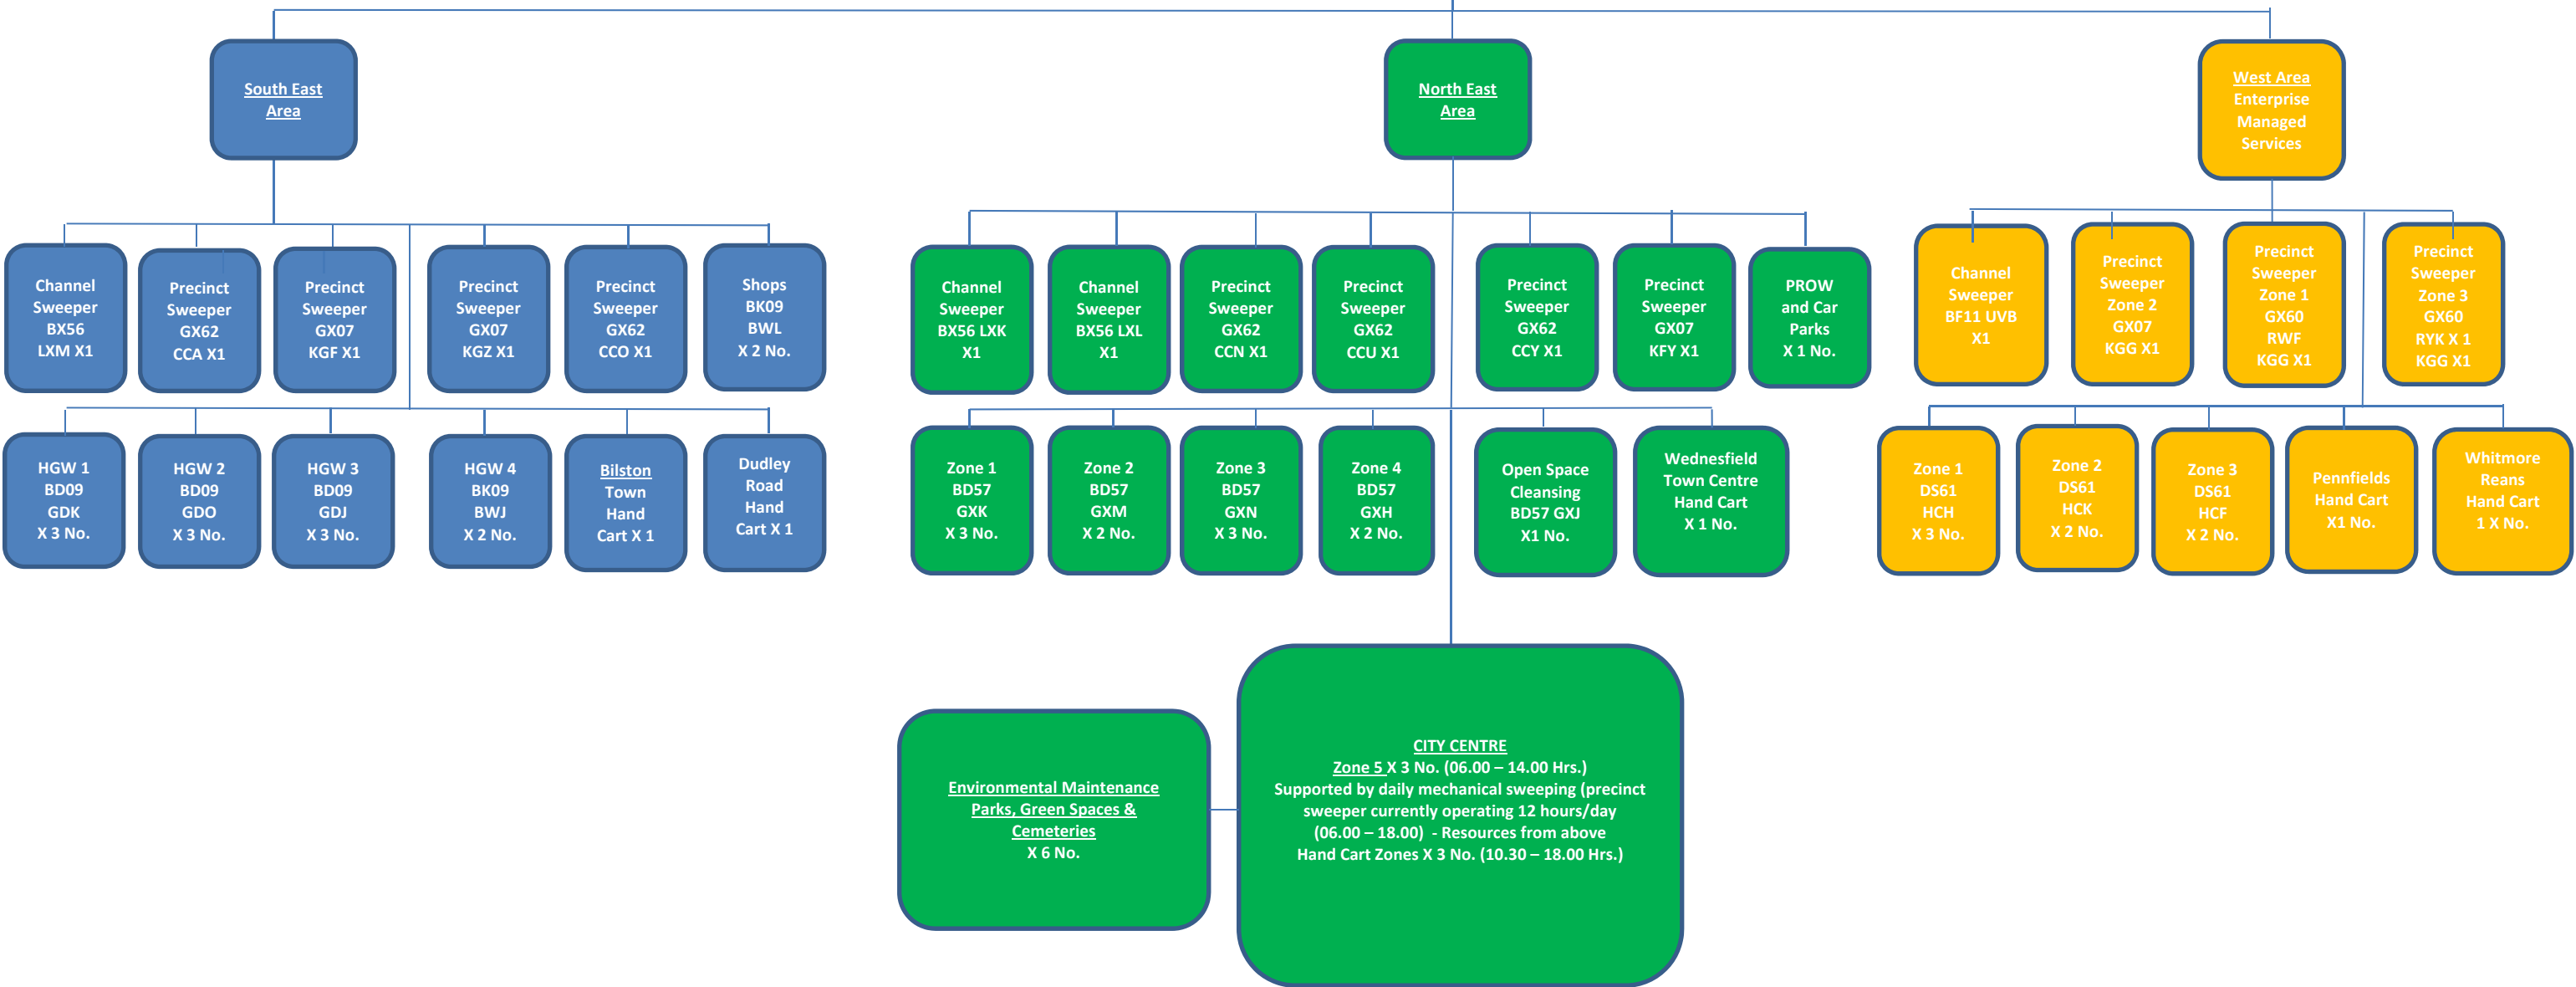 South East
Area
North East
Area
West Area
Enterprise
Managed
Services
Channel
Sweeper
BX56
LXM X1
Precinct
Sweeper
GX62
CCA X1
Precinct
Sweeper
GX07
KGF X1
Precinct
Sweeper
GX07
KGZ X1
Precinct
Sweeper
GX62
CCO X1
Shops
BK09
BWL
X 2 No.
Channel
Sweeper
BX56 LXK
X1
Channel
Sweeper
BX56 LXL
X1
Precinct
Sweeper
GX62
CCN X1
Precinct
Sweeper
GX62
CCU X1
Precinct
Sweeper
GX62
CCY X1
Precinct
Sweeper
GX07
KFY X1
PROW
and Car
Parks
X 1 No.
Channel
Sweeper
BF11 UVB
X1
Precinct
Sweeper
Zone 2
GX07
KGG X1
Precinct
Sweeper
Zone 1
GX60
RWF
KGG X1
Precinct
Sweeper
Zone 3
GX60
RYK X 1
KGG X1
HGW 1
BD09
GDK
X 3 No.
HGW 2
BD09
GDO
X 3 No.
HGW 3
BD09
GDJ
X 3 No.
HGW 4
BK09
BWJ
X 2 No.
Bilston
Town
Hand
Cart X 1
Dudley
Road
Hand
Cart X 1
Zone 1
BD57
GXK
X 3 No.
Zone 2
BD57
GXM
X 2 No.
Zone 3
BD57
GXN
X 3 No.
Zone 4
BD57
GXH
X 2 No.
Open Space
Cleansing
BD57 GXJ
X1 No.
Wednesfield
Town Centre
Hand Cart
X 1 No.
Zone 1
DS61
HCH
X 3 No.
Zone 2
DS61
HCK
X 2 No.
Zone 3
DS61
HCF
X 2 No.
Pennfields
Hand Cart
X1 No.
Whitmore
Reans
Hand Cart
1 X No.
Environmental Maintenance
Parks, Green Spaces &
Cemeteries
X 6 No.
CITY CENTRE
Zone 5 X 3 No. (06.00 – 14.00 Hrs.)
Supported by daily mechanical sweeping (precinct
sweeper currently operating 12 hours/day
(06.00 – 18.00)  - Resources from above
Hand Cart Zones X 3 No. (10.30 – 18.00 Hrs.)